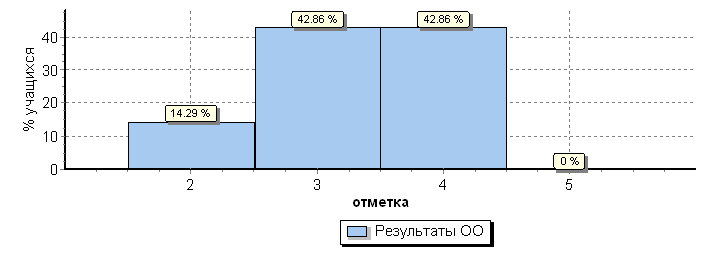 42.86 % 42.86 %
40
30
14.29 %
20
10
0 %
0
% учащихся
2 3 4 5
отметка
Результаты ОО